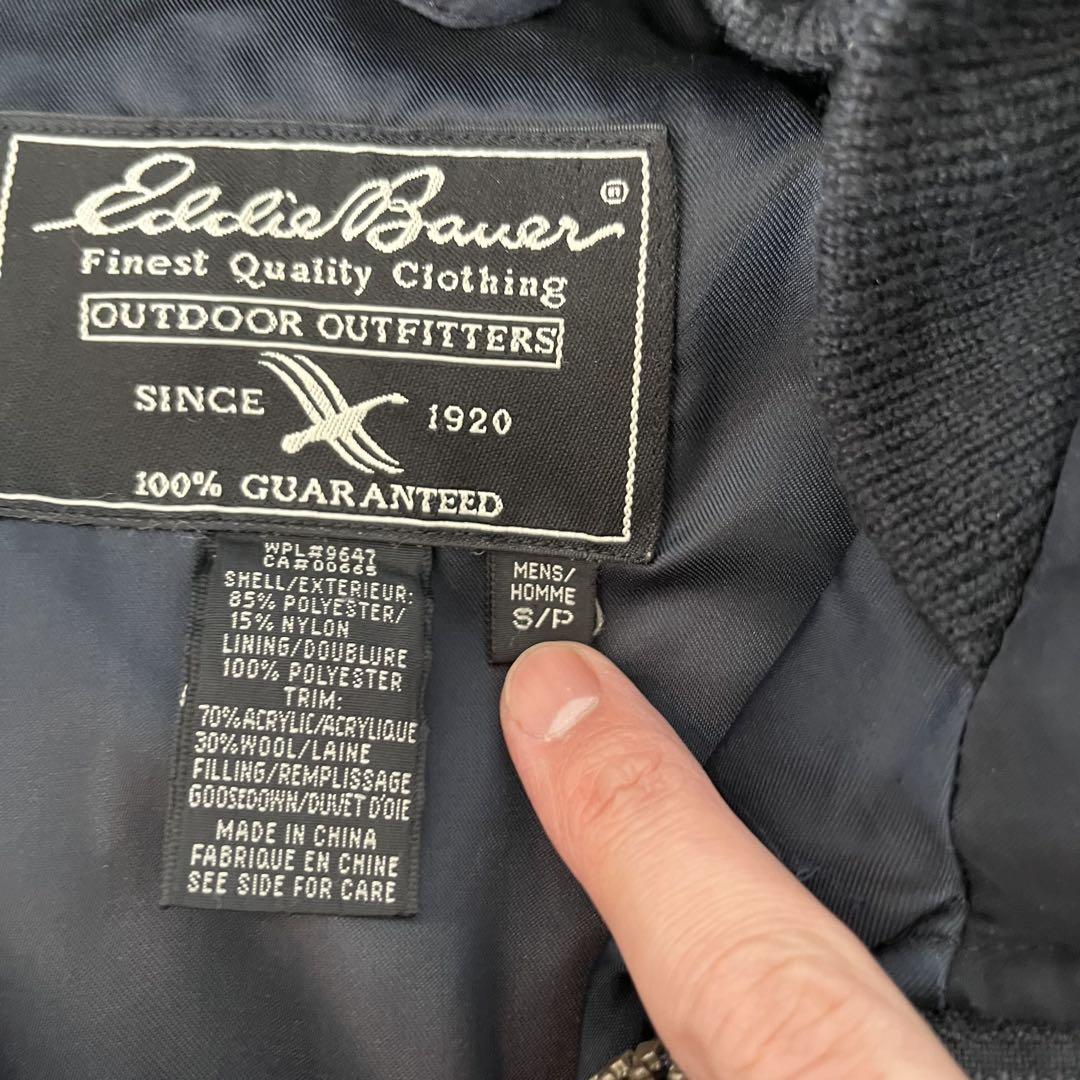 Eddie Bauer ®
Finest Quality Clothing
OUTDOOR OUTFITTERS
SINCE 1920
100% GUARANTEED
WPL#9647
CA#00665
SHELL/EXTERIEUR:
85% POLYESTER/
15% NYLON
LINING/DOUBLURE
100% POLYESTER
TRIM:
70%ACRYLIC/ACRYLIQUE
30%WOOL/LAINE
FILLING/REMPLISSAGE
GOOSEDOWN/DUVET D'OIE
MADE IN CHINA
FABRIQUE EN CHINE
SEE SIDE FOR CARE
MENS/
HOMME
S/P